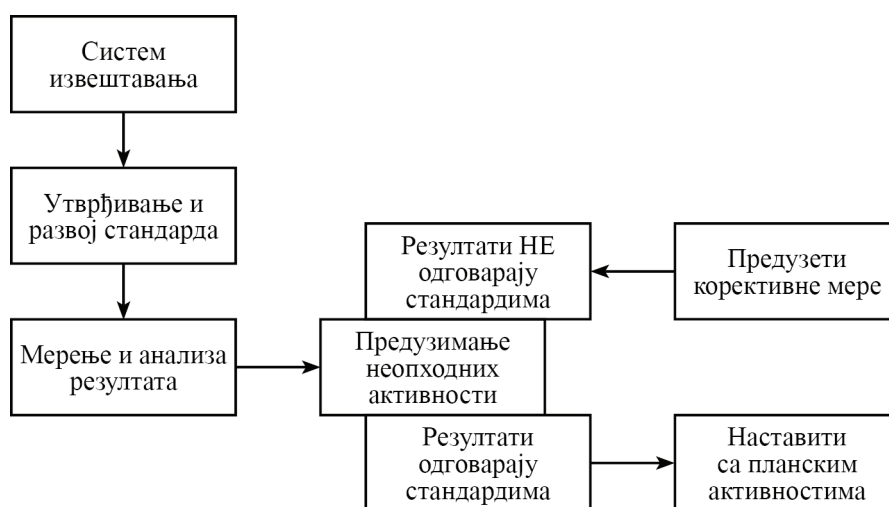 Систем
извештавања
Утврђивање и
развој стандарда
Мерење и анализа
резултата
Резултати НЕ
одговарају
стандардима
Предузети
корективне мере
Предузимање
неопходних
активности
Резултати
одговарају
стандардима
Наставити
са планским
активностима